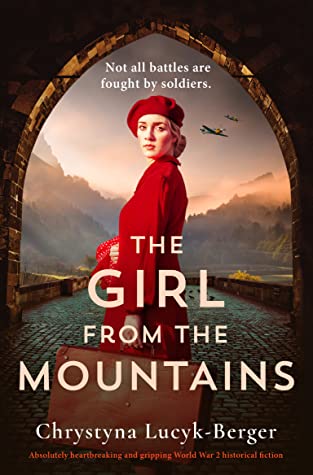 Not all battles are
fought by soldiers.
THE
GIRL
FROM THE
MOUNTAINS
Chrystyna Lucyk-Berger
Absolutely heartbreaking and gripping World War 2 historical fiction